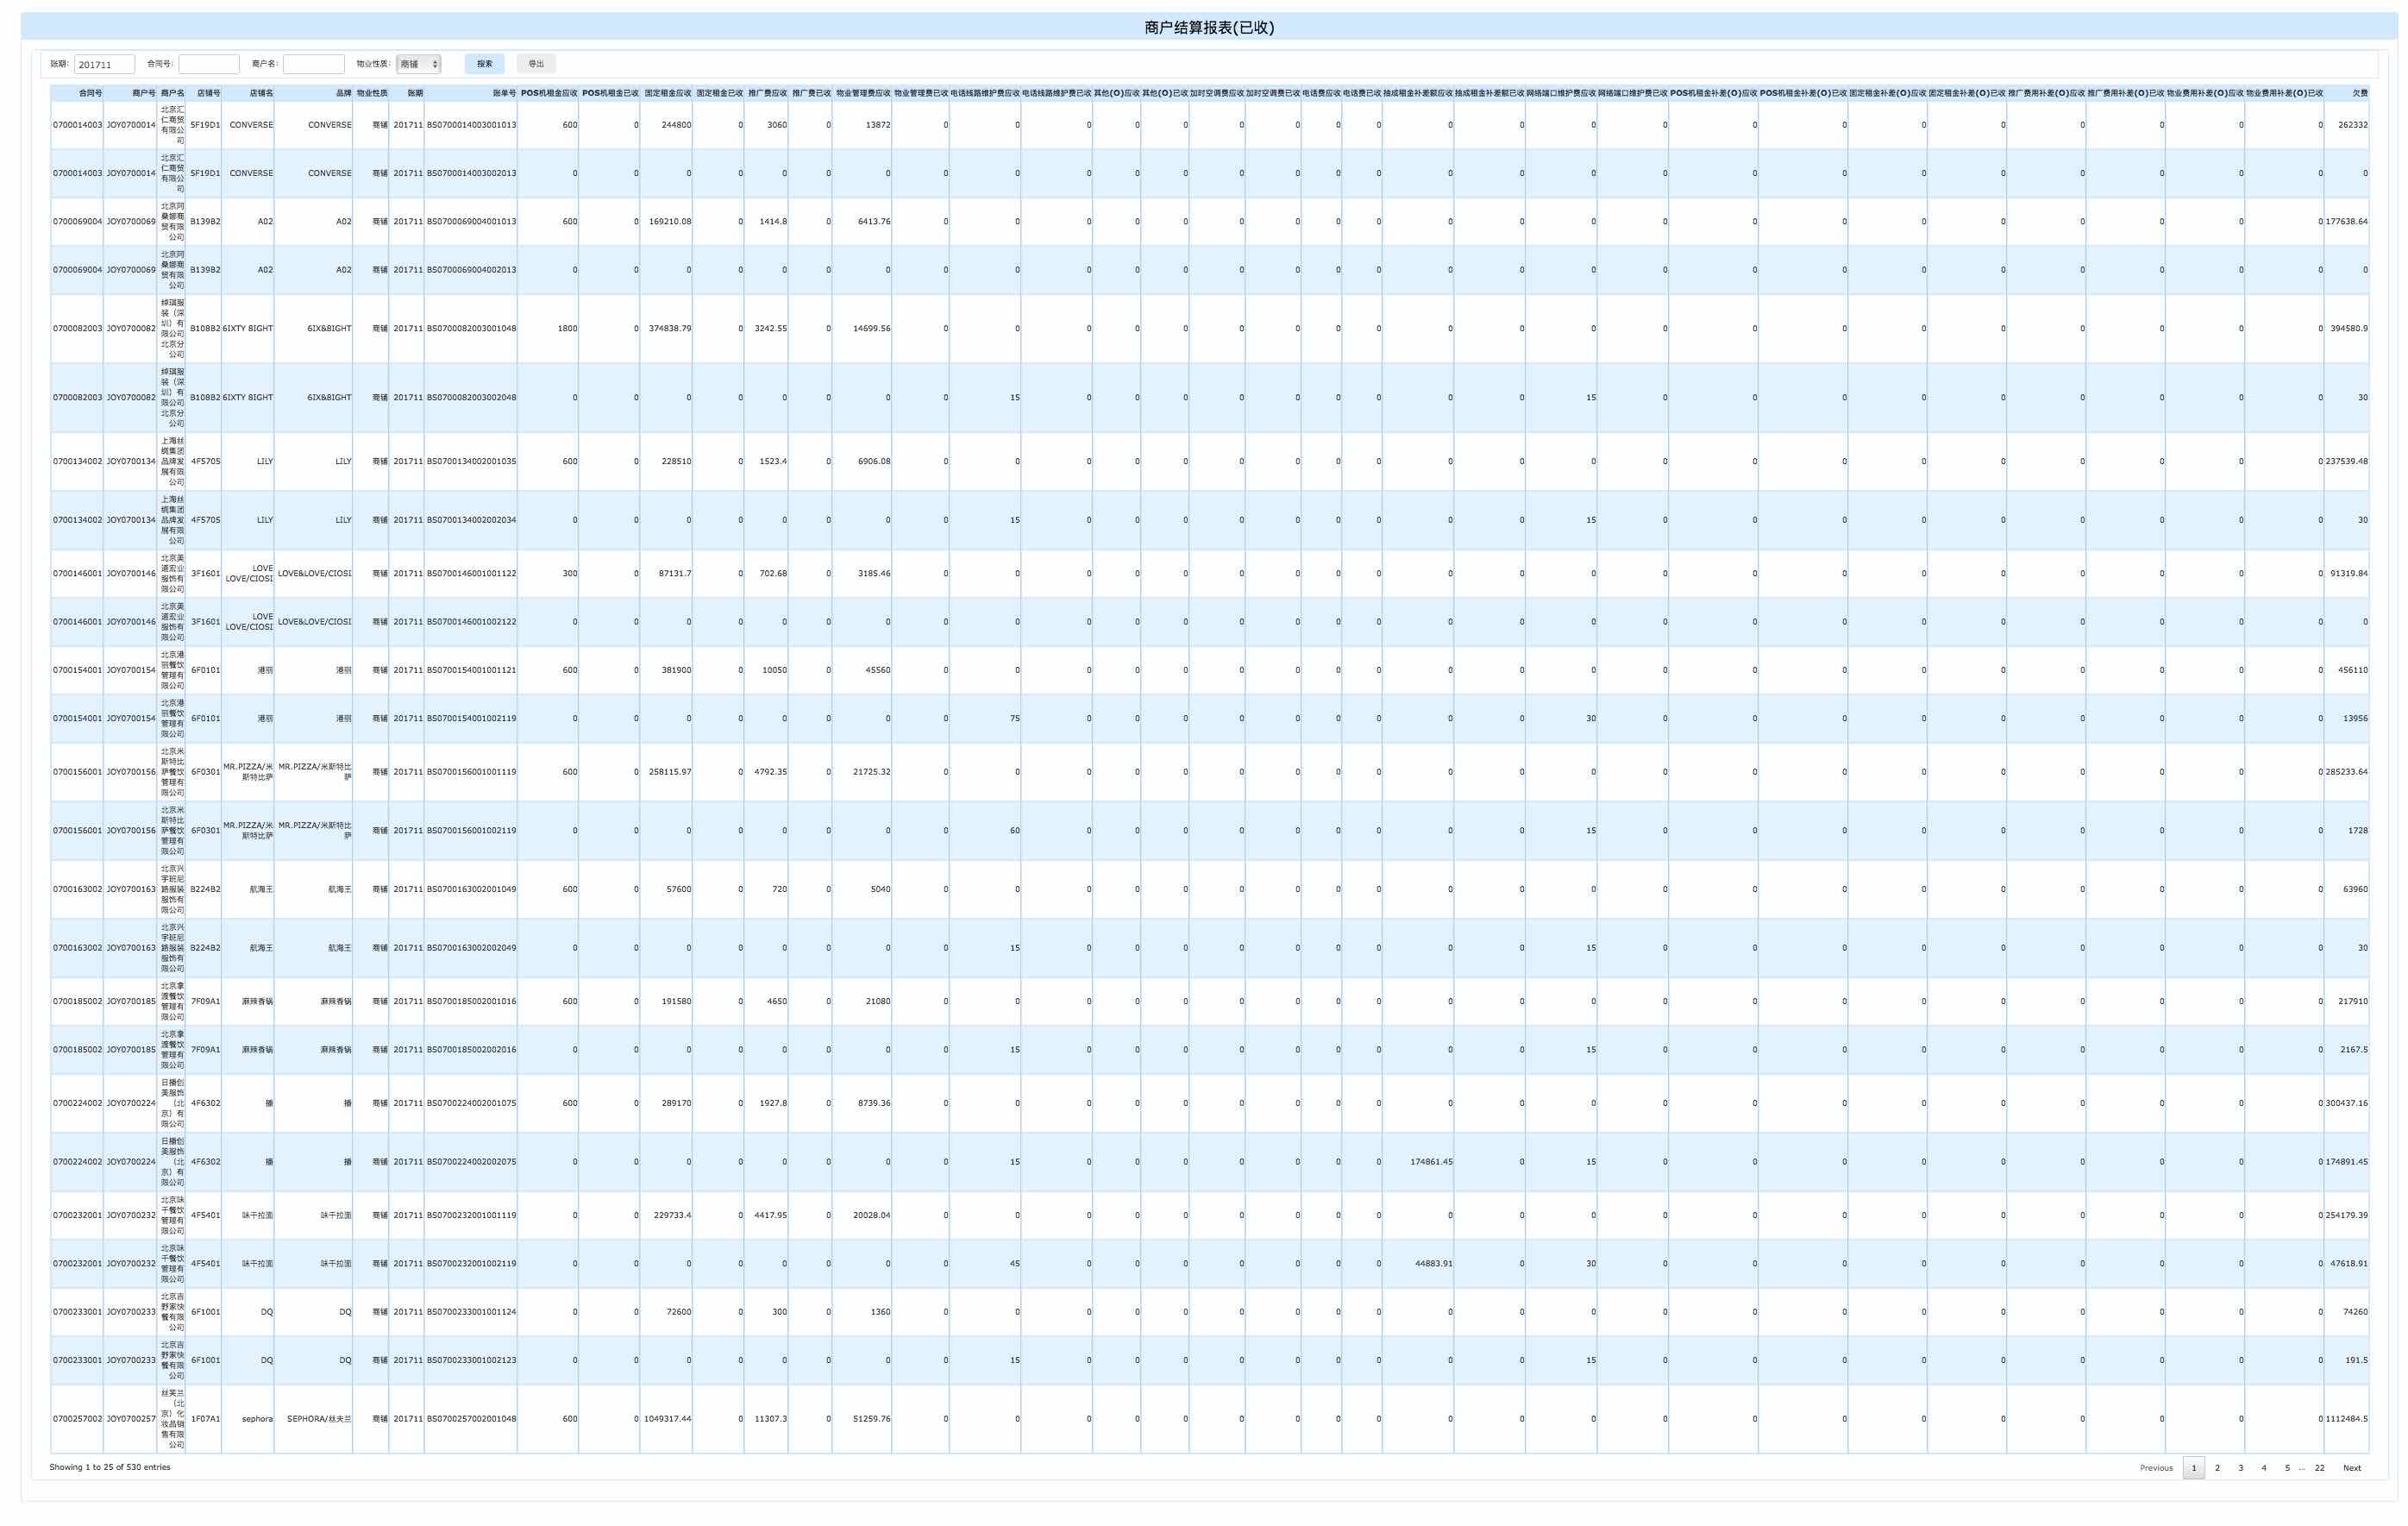 商户结算报表(已收)
账期: 201711 合同号: 商户名: 物业性质: 商铺 搜索 导出
合同号 商户号 商户名 店铺号 店铺名 品牌 物业性质 账期 账单号 POS机租金应收 POS机租金已收 固定租金应收 固定租金已收 推广费应收 推广费已收 物业管理费应收 物业管理费已收 电话线路维护费应收 电话线路维护费已收 其他(O)应收 其他(O)已收 加时空调费应收 加时空调费已收 电话费应收 电话费已收 抽成租金补差额应收 抽成租金补差额已收 网络端口维护费应收 网络端口维护费已收 POS机租金补差(O)应收 POS机租金补差(O)已收 固定租金补差(O)应收 固定租金补差(O)已收 推广费用补差(O)应收 推广费用补差(O)已收 物业费用补差(O)应收 物业费用补差(O)已收 欠费
0700014003 JOY0700014 北京汇仁商贸有限公司 5F19D1 CONVERSE CONVERSE 商铺 201711 BS0700014003001013 600 0 244800 0 3060 0 13872 0 0 0 0 0 0 0 0 0 0 0 0 0 0 0 0 0 0 0 0 0 262332
0700014003 JOY0700014 北京汇仁商贸有限公司 5F19D1 CONVERSE CONVERSE 商铺 201711 BS0700014003002013 0 0 0 0 0 0 0 0 0 0 0 0 0 0 0 0 0 0 0 0 0 0 0 0 0 0 0 0 0
0700069004 JOY0700069 北京阿桑娜商贸有限公司 B139B2 A02 A02 商铺 201711 BS0700069004001013 600 0 169210.08 0 1414.8 0 6413.76 0 0 0 0 0 0 0 0 0 0 0 0 0 0 0 0 0 0 0 0 0 177638.64
0700069004 JOY0700069 北京阿桑娜商贸有限公司 B139B2 A02 A02 商铺 201711 BS0700069004002013 0 0 0 0 0 0 0 0 0 0 0 0 0 0 0 0 0 0 0 0 0 0 0 0 0 0 0 0 0
0700082003 JOY0700082 绰琪服装（深圳）有限公司北京分公司 B108B2 6IXTY 8IGHT 6IX&8IGHT 商铺 201711 BS0700082003001048 1800 0 374838.79 0 3242.55 0 14699.56 0 0 0 0 0 0 0 0 0 0 0 0 0 0 0 0 0 0 0 0 0 394580.9
0700082003 JOY0700082 绰琪服装（深圳）有限公司北京分公司 B108B2 6IXTY 8IGHT 6IX&8IGHT 商铺 201711 BS0700082003002048 0 0 0 0 0 0 0 0 15 0 0 0 0 0 0 0 0 0 15 0 0 0 0 0 0 0 0 0 30
0700134002 JOY0700134 上海丝绸集团品牌发展有限公司 4F5705 LILY LILY 商铺 201711 BS0700134002001035 600 0 228510 0 1523.4 0 6906.08 0 0 0 0 0 0 0 0 0 0 0 0 0 0 0 0 0 0 0 0 0 237539.48
0700134002 JOY0700134 上海丝绸集团品牌发展有限公司 4F5705 LILY LILY 商铺 201711 BS0700134002002034 0 0 0 0 0 0 0 0 15 0 0 0 0 0 0 0 0 0 15 0 0 0 0 0 0 0 0 0 30
0700146001 JOY0700146 北京美道宏业服饰有限公司 3F1601 LOVE LOVE/CIOSI LOVE&LOVE/CIOSI 商铺 201711 BS0700146001001122 300 0 87131.7 0 702.68 0 3185.46 0 0 0 0 0 0 0 0 0 0 0 0 0 0 0 0 0 0 0 0 0 91319.84
0700146001 JOY0700146 北京美道宏业服饰有限公司 3F1601 LOVE LOVE/CIOSI LOVE&LOVE/CIOSI 商铺 201711 BS0700146001002122 0 0 0 0 0 0 0 0 0 0 0 0 0 0 0 0 0 0 0 0 0 0 0 0 0 0 0 0 0
0700154001 JOY0700154 北京港丽餐饮管理有限公司 6F0101 港丽 港丽 商铺 201711 BS0700154001001121 600 0 381900 0 10050 0 45560 0 0 0 0 0 0 0 0 0 0 0 0 0 0 0 0 0 0 0 0 0 456110
0700154001 JOY0700154 北京港丽餐饮管理有限公司 6F0101 港丽 港丽 商铺 201711 BS0700154001002119 0 0 0 0 0 0 0 0 75 0 0 0 0 0 0 0 0 0 30 0 0 0 0 0 0 0 0 0 13956
0700156001 JOY0700156 北京米斯特比萨餐饮管理有限公司 6F0301 MR.PIZZA/米斯特比萨 MR.PIZZA/米斯特比萨 商铺 201711 BS0700156001001119 600 0 258115.97 0 4792.35 0 21725.32 0 0 0 0 0 0 0 0 0 0 0 0 0 0 0 0 0 0 0 0 0 285233.64
0700156001 JOY0700156 北京米斯特比萨餐饮管理有限公司 6F0301 MR.PIZZA/米斯特比萨 MR.PIZZA/米斯特比萨 商铺 201711 BS0700156001002119 0 0 0 0 0 0 0 0 60 0 0 0 0 0 0 0 0 0 15 0 0 0 0 0 0 0 0 0 1728
0700163002 JOY0700163 北京兴宇班尼路服装服饰有限公司 B224B2 航海王 航海王 商铺 201711 BS0700163002001049 600 0 57600 0 720 0 5040 0 0 0 0 0 0 0 0 0 0 0 0 0 0 0 0 0 0 0 0 0 63960
0700163002 JOY0700163 北京兴宇班尼路服装服饰有限公司 B224B2 航海王 航海王 商铺 201711 BS0700163002002049 0 0 0 0 0 0 0 0 15 0 0 0 0 0 0 0 0 0 15 0 0 0 0 0 0 0 0 0 30
0700185002 JOY0700185 北京拿渡餐饮管理有限公司 7F09A1 麻辣香锅 麻辣香锅 商铺 201711 BS0700185002001016 600 0 191580 0 4650 0 21080 0 0 0 0 0 0 0 0 0 0 0 0 0 0 0 0 0 0 0 0 0 217910
0700185002 JOY0700185 北京拿渡餐饮管理有限公司 7F09A1 麻辣香锅 麻辣香锅 商铺 201711 BS0700185002002016 0 0 0 0 0 0 0 0 15 0 0 0 0 0 0 0 0 0 15 0 0 0 0 0 0 0 0 0 2167.5
0700224002 JOY0700224 日播创美服饰（北京）有限公司 4F6302 播 播 商铺 201711 BS0700224002001075 600 0 289170 0 1927.8 0 8739.36 0 0 0 0 0 0 0 0 0 0 0 0 0 0 0 0 0 0 0 0 0 300437.16
0700224002 JOY0700224 日播创美服饰（北京）有限公司 4F6302 播 播 商铺 201711 BS0700224002002075 0 0 0 0 0 0 0 0 15 0 0 0 0 0 0 0 174861.45 0 15 0 0 0 0 0 0 0 0 0 174891.45
0700232001 JOY0700232 北京味千餐饮管理有限公司 4F5401 味千拉面 味千拉面 商铺 201711 BS0700232001001119 0 0 229733.4 0 4417.95 0 20028.04 0 0 0 0 0 0 0 0 0 0 0 0 0 0 0 0 0 0 0 0 0 254179.39
0700232001 JOY0700232 北京味千餐饮管理有限公司 4F5401 味千拉面 味千拉面 商铺 201711 BS0700232001002119 0 0 0 0 0 0 0 0 45 0 0 0 0 0 0 0 44883.91 0 30 0 0 0 0 0 0 0 0 0 47618.91
0700233001 JOY0700233 北京吉野家快餐有限公司 6F1001 DQ DQ 商铺 201711 BS0700233001001124 0 0 72600 0 300 0 1360 0 0 0 0 0 0 0 0 0 0 0 0 0 0 0 0 0 0 0 0 0 74260
0700233001 JOY0700233 北京吉野家快餐有限公司 6F1001 DQ DQ 商铺 201711 BS0700233001002123 0 0 0 0 0 0 0 0 15 0 0 0 0 0 0 0 0 0 15 0 0 0 0 0 0 0 0 0 191.5
0700257002 JOY0700257 丝芙兰（北京）化妆品销售有限公司 1F07A1 sephora SEPHORA/丝夫兰 商铺 201711 BS0700257002001048 600 0 1049317.44 0 11307.3 0 51259.76 0 0 0 0 0 0 0 0 0 0 0 0 0 0 0 0 0 0 0 0 0 1112484.5
Showing 1 to 25 of 530 entries Previous 1 2 3 4 5 … 22 Next